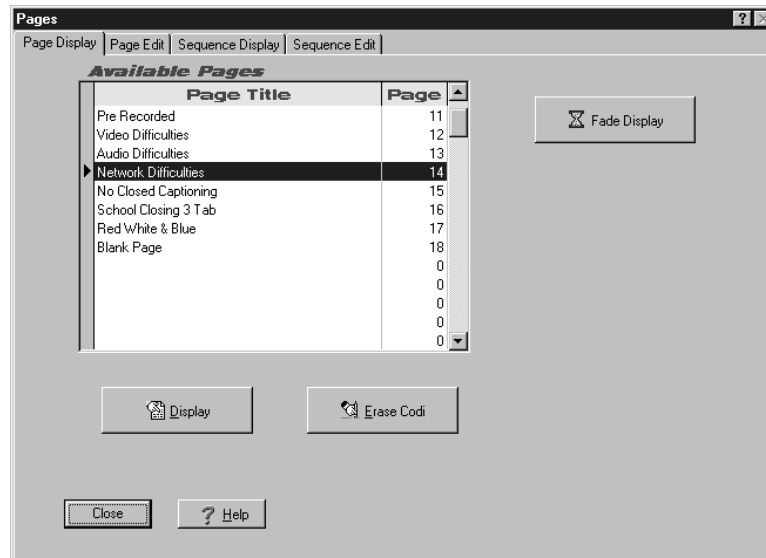 Pages
Page Display Page Edit Sequence Display Sequence Edit
Available Pages
Page Title Page
Pre Recorded 11
Video Difficulties 12
Audio Difficulties 13
Network Difficulties 14
No Closed Captioning 15
School Closing 3 Tab 16
Red White & Blue 17
Blank Page 18
0
0
0
0
0
Fade Display
Display Erase Codi
Close Help